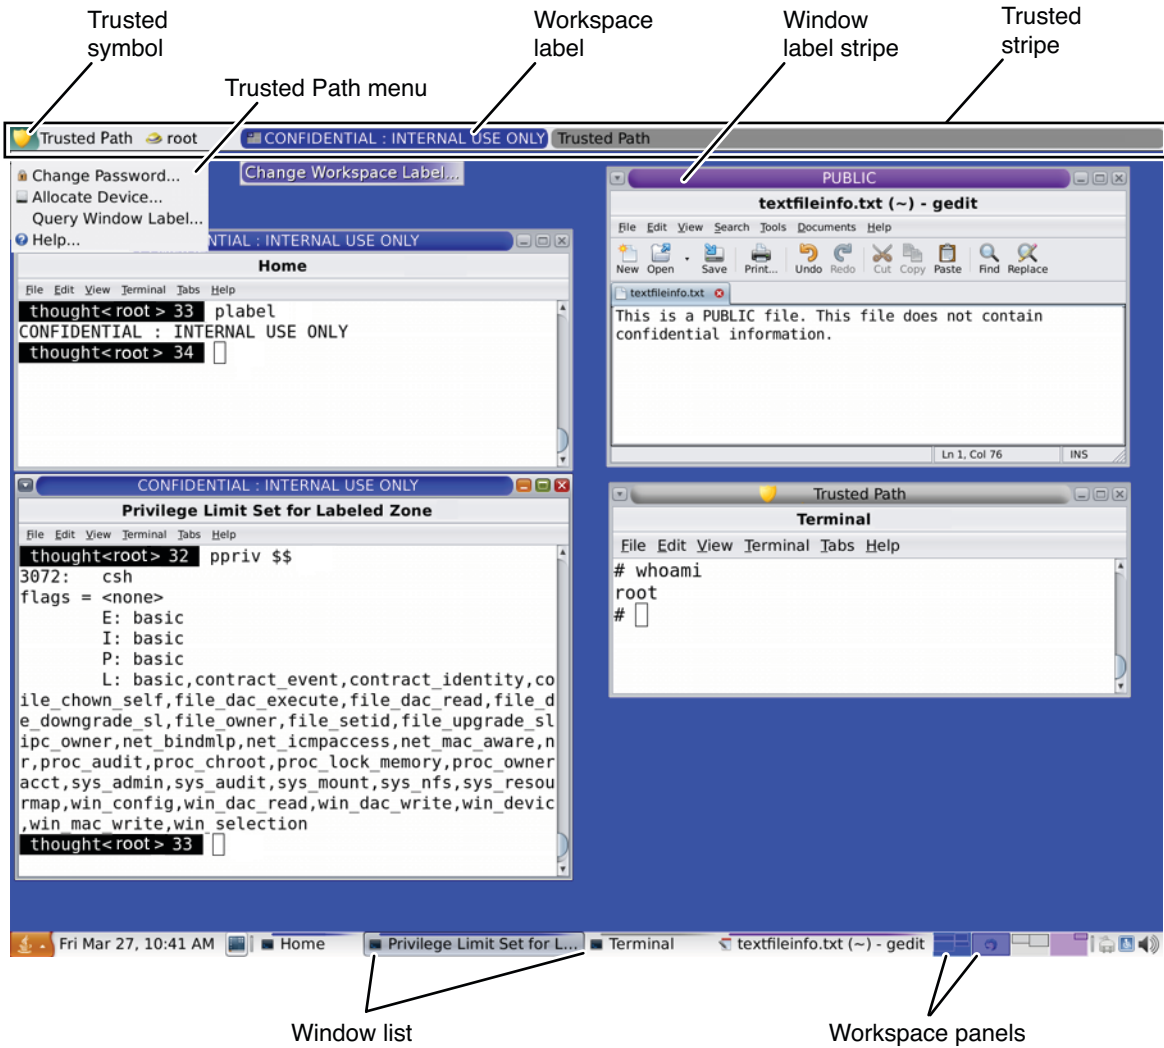 Trusted
symbol
Workspace
label
Window
label stripe
Trusted
stripe
Trusted Path menu
Trusted Path root CONFIDENTIAL : INTERNAL USE ONLY Trusted Path
Change Password...
Allocate Device...
Query Window Label...
Help...
Change Workspace Label...
NTIAL : INTERNAL USE ONLY
Home
File Edit View Terminal Tabs Help
thought<root > 33 plabel
CONFIDENTIAL : INTERNAL USE ONLY
thought<root > 34
PUBLIC
textfileinfo.txt (~) - gedit
File Edit View Search Tools Documents Help
New Open Save Print... Undo Redo Cut Copy Paste Find Replace
textfileinfo.txt
This is a PUBLIC file. This file does not contain
confidential information.
Ln 1, Col 76 INS
CONFIDENTIAL : INTERNAL USE ONLY
Privilege Limit Set for Labeled Zone
File Edit View Terminal Tabs Help
thought<root> 32 ppriv $$
3072: csh
flags = <none>
E: basic
I: basic
P: basic
L: basic,contract_event,contract_identity,co
ile_chown_self,file_dac_execute,file_dac_read,file_d
e_downgrade_sl,file_owner,file_setid,file_upgrade_sl
ipc_owner,net_bindmlp,net_icmpaccess,net_mac_aware,n
r,proc_audit,proc_chroot,proc_lock_memory,proc_owner
acct,sys_admin,sys_audit,sys_mount,sys_nfs,sys_resou
rmap,win_config,win_dac_read,win_dac_write,win_devic
,win_mac_write,win_selection
thought<root > 33
Trusted Path
Terminal
File Edit View Terminal Tabs Help
# whoami
root
#
Fri Mar 27, 10:41 AM Home Privilege Limit Set for L... Terminal textfileinfo.txt (~) - gedit
Window list
Workspace panels